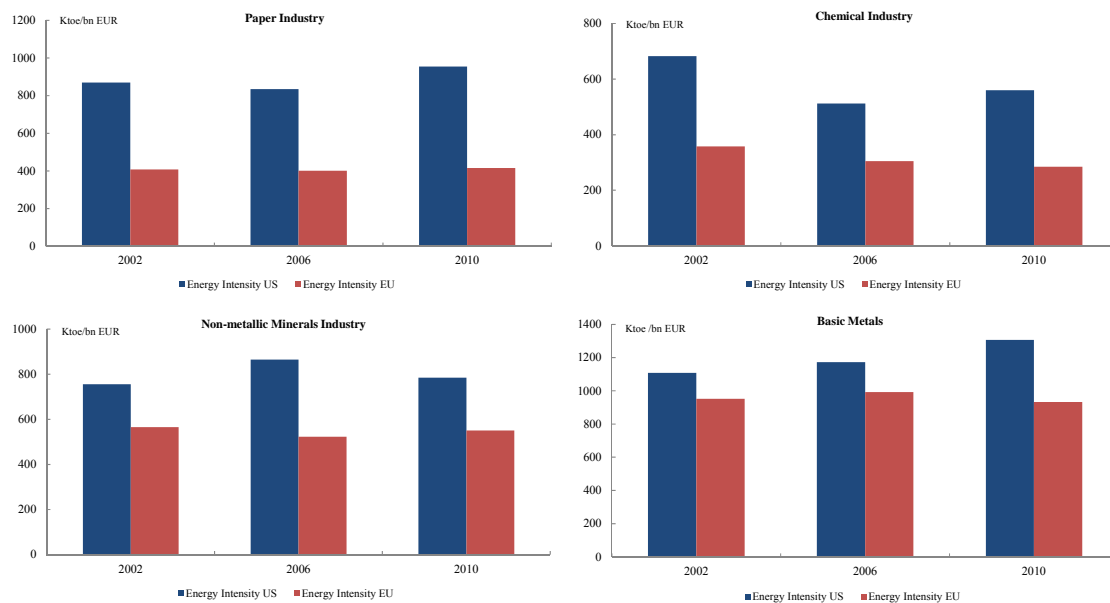 Paper Industry
Ktoe/bn EUR
1200
1000
800
600
400
200
0
2002 2006 2010
Energy Intensity US Energy Intensity EU
Chemical Industry
Ktoe/bn EUR
800
600
400
200
0
2002 2006 2010
Energy Intensity US Energy Intensity EU
Non-metallic Minerals Industry
Ktoe/bn EUR
1000
800
600
400
200
0
2002 2006 2010
Energy Intensity US Energy Intensity EU
Basic Metals
Ktoe /bn EUR
1400
1200
1000
800
600
400
200
0
2002 2006 2010
Energy Intensity US Energy Intensity EU